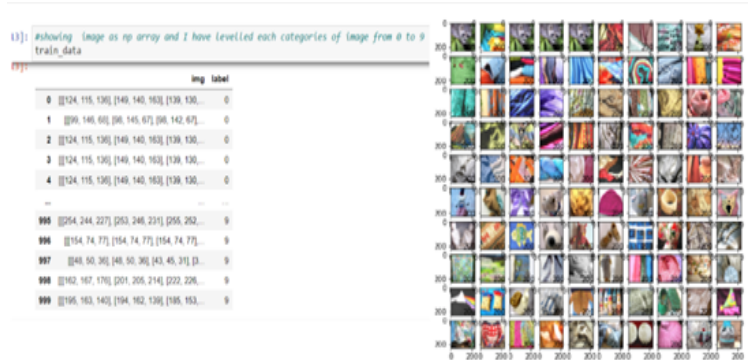 #showing image as np array and I have levelled each categories of image from 0 to 9
train_data
img label
0 [[[124, 115, 136], [149, 140, 163], [139, 130,... 0
1 [[[99, 146, 68], [98, 145, 67], [98, 142, 67],... 0
2 [[[124, 115, 136], [149, 140, 163], [139, 130,... 0
3 [[[124, 115, 136], [149, 140, 163], [139, 130,... 0
4 [[[124, 115, 136], [149, 140, 163], [139, 130,... 0
... ... ...
995 [[[254, 244, 227], [253, 246, 231], [255, 252,... 9
996 [[[154, 74, 77], [154, 74, 77], [154, 74, 77],... 9
997 [[[48, 50, 36], [48, 50, 36], [43, 45, 31], [3... 9
998 [[[162, 167, 176], [201, 205, 214], [222, 226,... 9
999 [[[195, 163, 140], [194, 162, 139], [185, 153,... 9